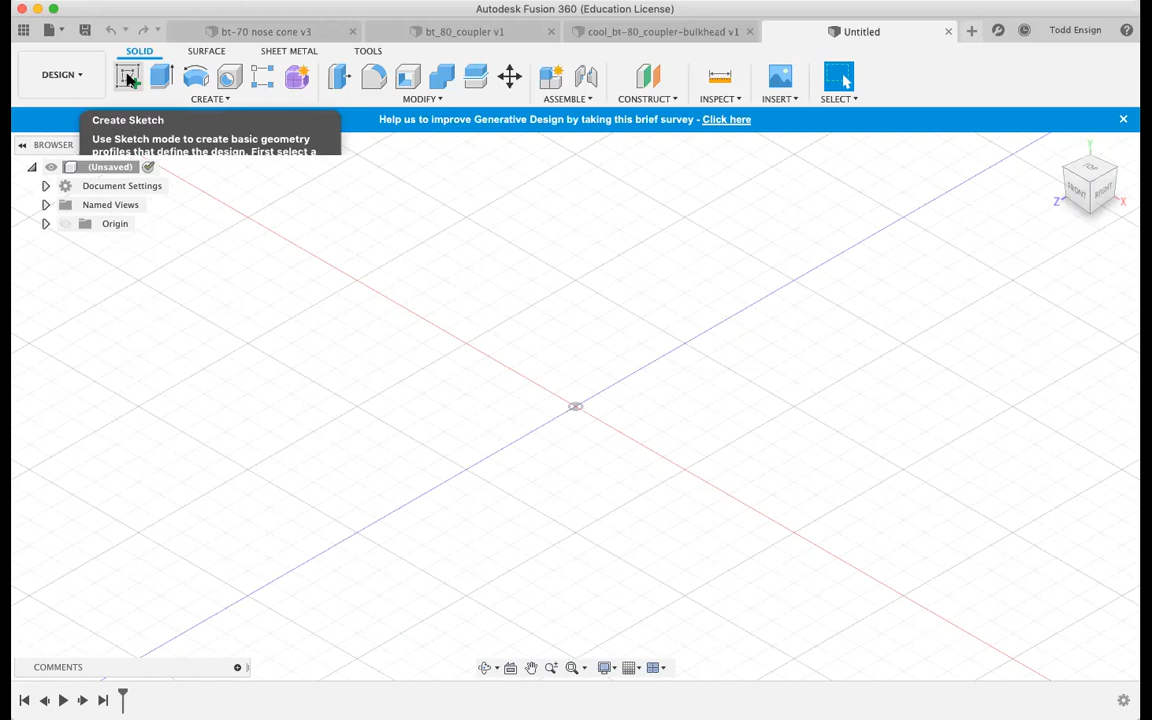 Autodesk Fusion 360 (Education License)
bt-70 nose cone v3
bt_80_coupler v1
cool_bt-80_coupler-bulkhead v1
Untitled
Todd Ensign
SOLID SURFACE SHEET METAL TOOLS
DESIGN
CREATE MODIFY ASSEMBLE CONSTRUCT INSPECT INSERT SELECT
Help us to improve Generative Design by taking this brief survey - Click here
Create Sketch
Use Sketch mode to create basic geometry
profiles that define the design. First select a
BROWSER
(Unsaved)
Document Settings
Named Views
Origin
Y
TOP
FRONT
RIGHT
Z
X
COMMENTS